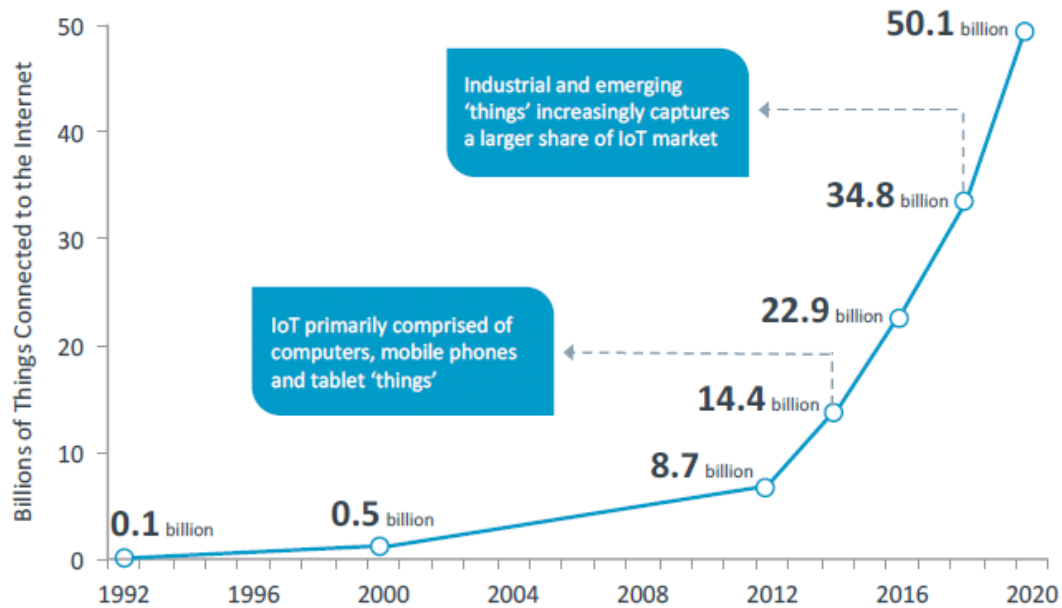 Billions of Things Connected to the Internet
50
40
30
20
10
0
50.1 billion
Industrial and emerging
‘things’ increasingly captures
a larger share of IoT market
34.8 billion
IoT primarily comprised of
computers, mobile phones
and tablet ‘things’
22.9 billion
14.4 billion
8.7 billion
0.1 billion
0.5 billion
1992
1996
2000
2004
2008
2012
2016
2020